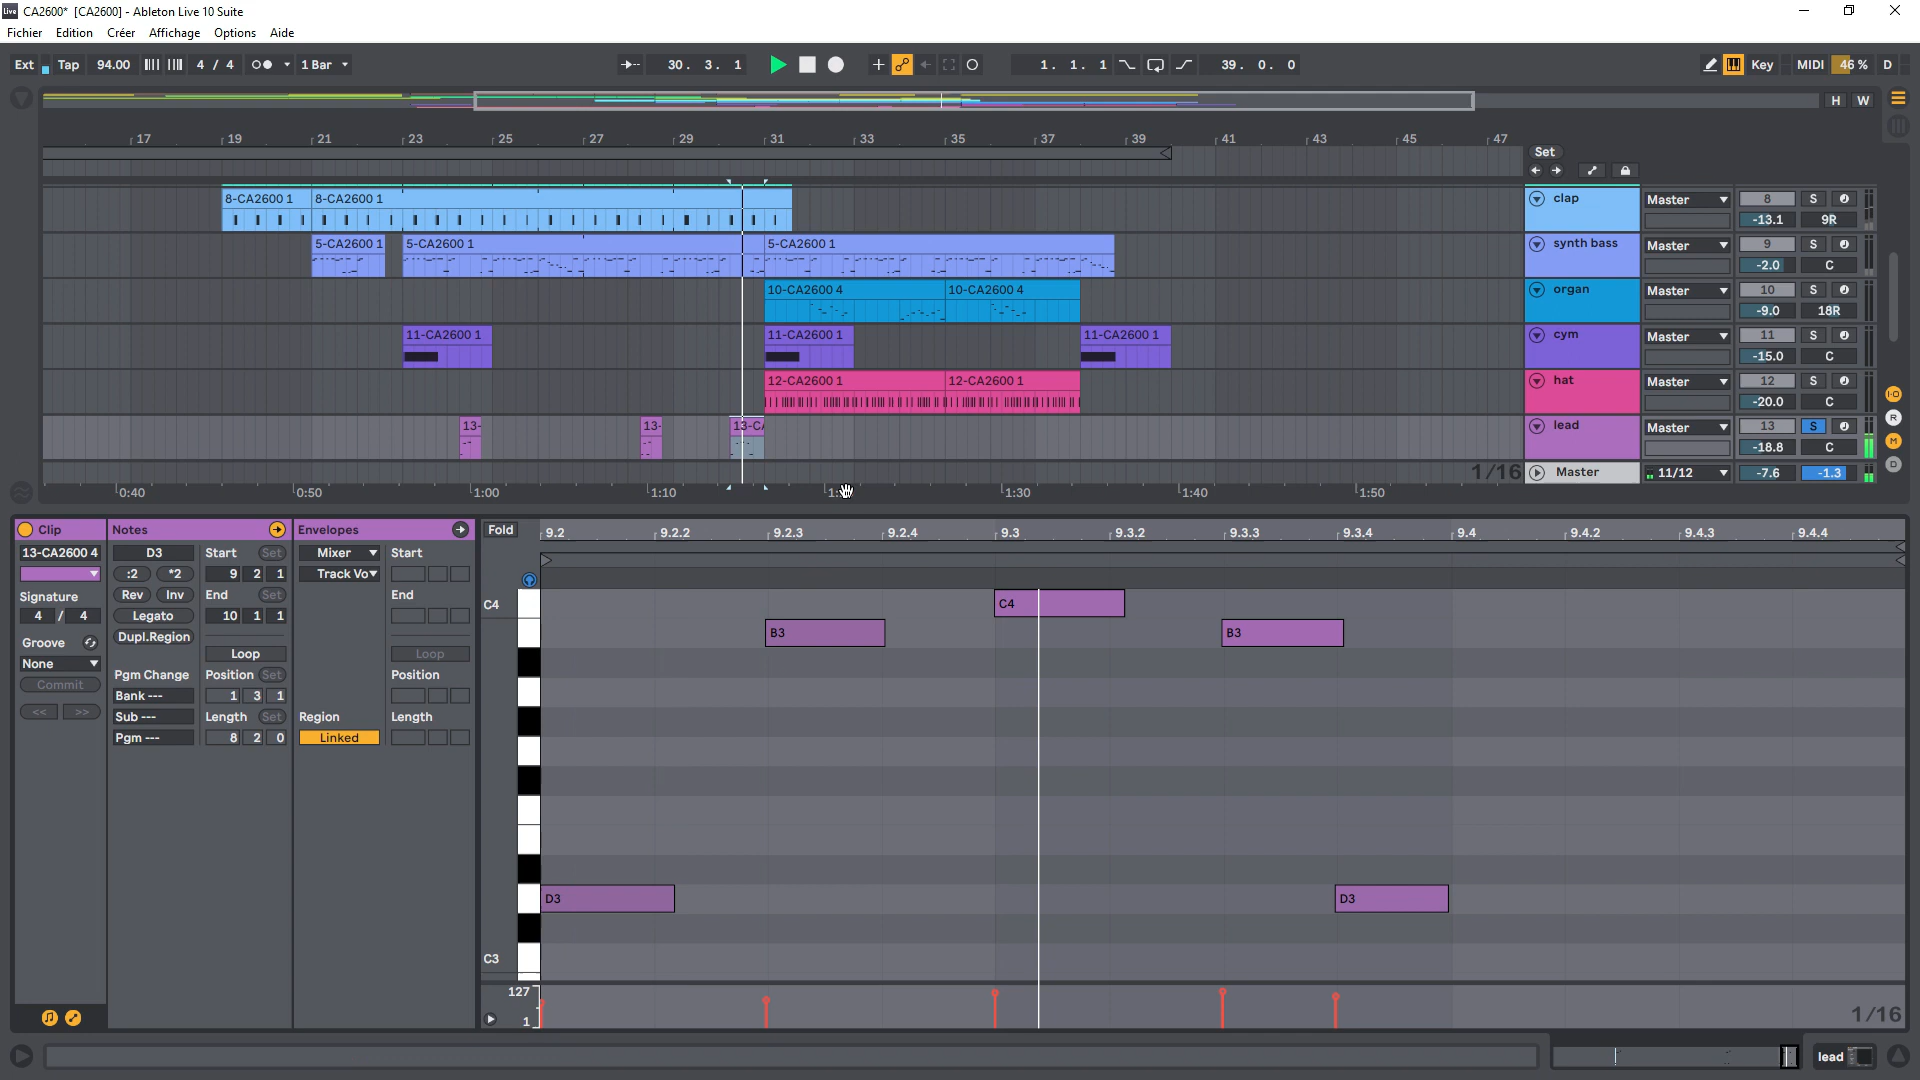 Live CA2600* [CA2600] - Ableton Live 10 Suite
Fichier Edition Créer Affichage Options Aide
Ext Tap 94.00 4 / 4 1 Bar 30. 3. 1 1. 1. 1 39. 0. 0 Key MIDI 46 % D
H W
17 19 21 23 25 27 29 31 33 35 37 39 41 43 45 47
Set
8-CA2600 1 8-CA2600 1 clap Master 8 S
-13.1 9R
5-CA2600 1 5-CA2600 1 5-CA2600 1 synth bass Master 9 S
-2.0 C
10-CA2600 4 10-CA2600 4 organ Master 10 S
-9.0 18R
11-CA2600 1 11-CA2600 1 11-CA2600 1 cym Master 11 S
-15.0 C
12-CA2600 1 12-CA2600 1 hat Master 12 S
-20.0 C
13- 13- 13-CA lead Master 13 S
-18.8 C
1/16 Master 11/12 -7.6 -1.3
I·O
R
M
D
0:40 0:50 1:00 1:10 1:30 1:40 1:50
Clip Notes Envelopes Fold 9.2 9.2.2 9.2.3 9.2.4 9.3 9.3.2 9.3.3 9.3.4 9.4 9.4.2 9.4.3 9.4.4
13-CA2600 4 D3 Start Set Mixer Start
:2 *2 9 2 1 Track Vo
Signature Rev Inv End Set End
4 / 4 Legato 10 1 1
Groove Dupl.Region Loop Loop
None Pgm Change Position Set Position
Commit Bank --- 1 3 1
<< >> Sub --- Length Set Region Length
Pgm --- 8 2 0 Linked
C4 C4
B3 B3
D3 D3
C3
127
1 1/16
lead